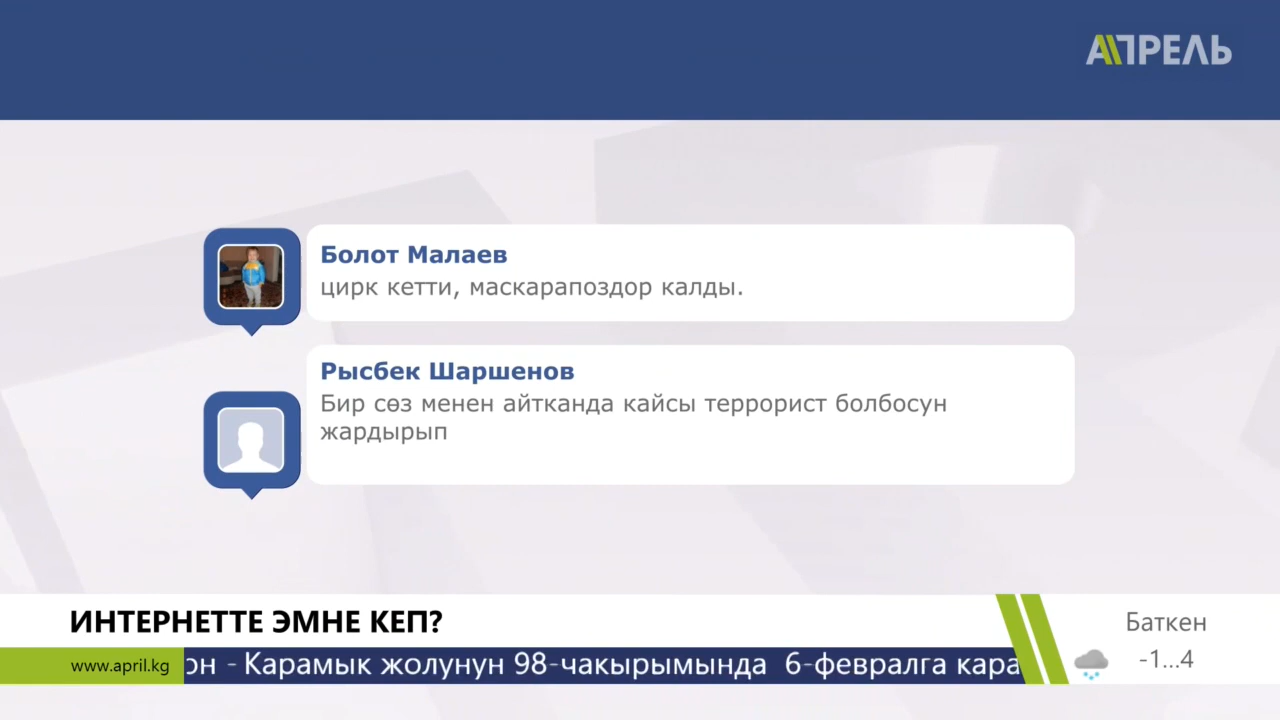 АПРЕЛЬ
Болот Малаев
цирк кетти, маскарапоздор калды.
Рысбек Шаршенов
Бир сөз менен айтканда кайсы террорист болбосун
жардырып
ИНТЕРНЕТТЕ ЭМНЕ КЕП?
Баткен
-1...4
www.april.kg он - Карамык жолунун 98-чакырымында 6-февралга кара